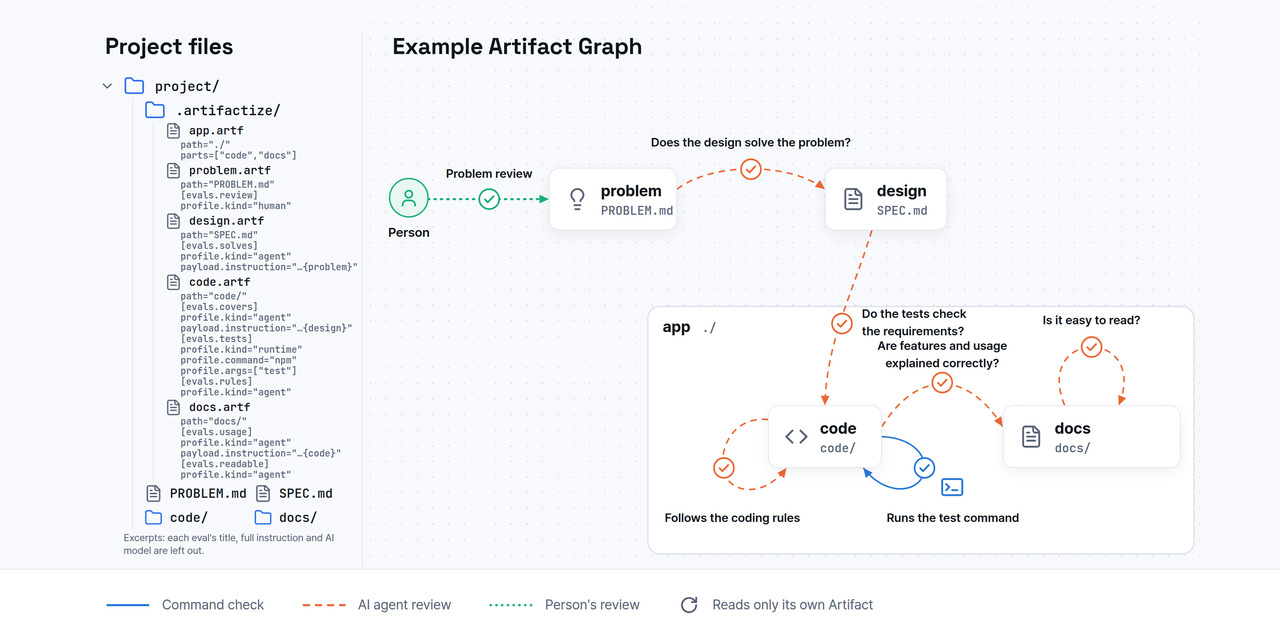 Project files
project/
.artifactize/
app.artf
path="./"
parts=["code","docs"]
problem.artf
path="PROBLEM.md"
[evals.review]
profile.kind="human"
design.artf
path="SPEC.md"
[evals.solves]
profile.kind="agent"
payload.instruction="…{problem}"
code.artf
path="code/"
[evals.covers]
profile.kind="agent"
payload.instruction="…{design}"
[evals.tests]
profile.kind="runtime"
profile.command="npm"
profile.args=["test"]
[evals.rules]
profile.kind="agent"
docs.artf
path="docs/"
[evals.usage]
profile.kind="agent"
payload.instruction="…{code}"
[evals.readable]
profile.kind="agent"
PROBLEM.md SPEC.md
code/ docs/
Excerpts: each eval's title, full instruction and AI
model are left out.
Example Artifact Graph
Does the design solve the problem?
Problem review
Person
problem
PROBLEM.md
design
SPEC.md
app ./
Do the tests check
the requirements?
Are features and usage
explained correctly?
Is it easy to read?
code
code/
docs
docs/
Follows the coding rules
Runs the test command
Command check
AI agent review
Person's review
Reads only its own Artifact